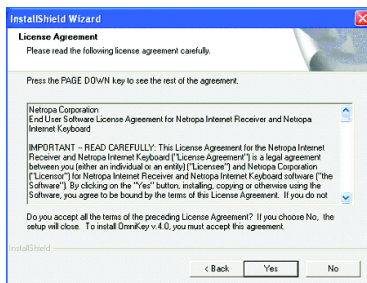 InstallShield Wizard
License Agreement
Please read the following license agreement carefully.
Press the PAGE DOWN key to see the rest of the agreement.
Netropa Corporation
End User Software License Agreement for Netropa Internet Receiver and Netropa
Internet Keyboard
IMPORTANT -- READ CAREFULLY: This License Agreement for the Netropa Internet
Receiver and Netropa Internet Keyboard ("License Agreement") is a legal agreement
between you (either an individual or an entity) ("Licensee") and Netropa Corporation
("Licensor") for Netropa Internet Receiver and Netropa Internet Keyboard software ("the
Software"). By clicking on the "Yes" button, installing, copying or otherwise using the
Software, you agree to be bound by the terms of this License Agreement. If you do not
Do you accept all the terms of the preceding License Agreement? If you choose No, the
setup will close. To install OmniKey v.4.0, you must accept this agreement.
InstallShield
< Back Yes No